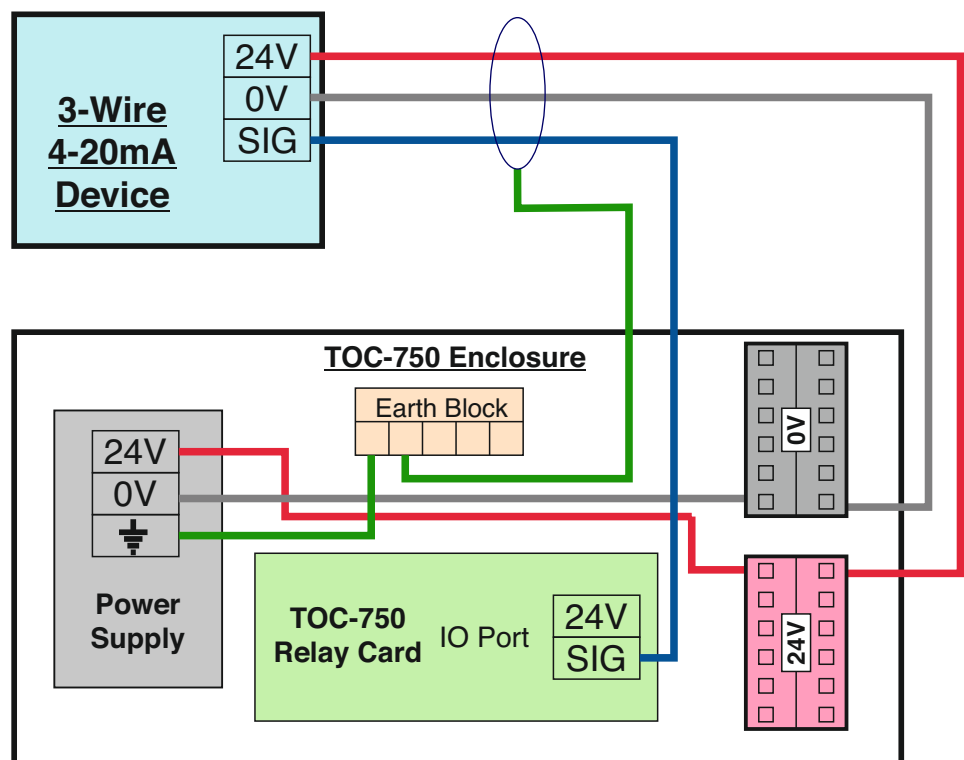 3-Wire
4-20mA
Device
24V
0V
SIG
TOC-750 Enclosure
Earth Block
24V
0V
Power
Supply
TOC-750
Relay Card
IO Port
24V
SIG
0V
24V